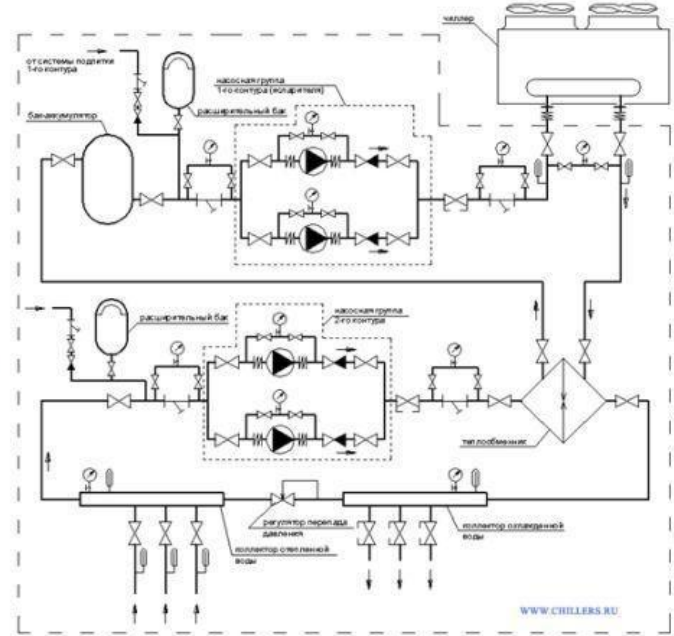 чиллер
от системы подпитки
1-го контура
насосная группа
1-го контура (испарителя)
расширительный бак
бак-аккумулятор
расширительный бак
насосная группа
2-го контура
теплообменник
регулятор перепада
давления
коллектор охлажденной
воды
коллектор отепленной
воды
WWW.CHILLERS.RU